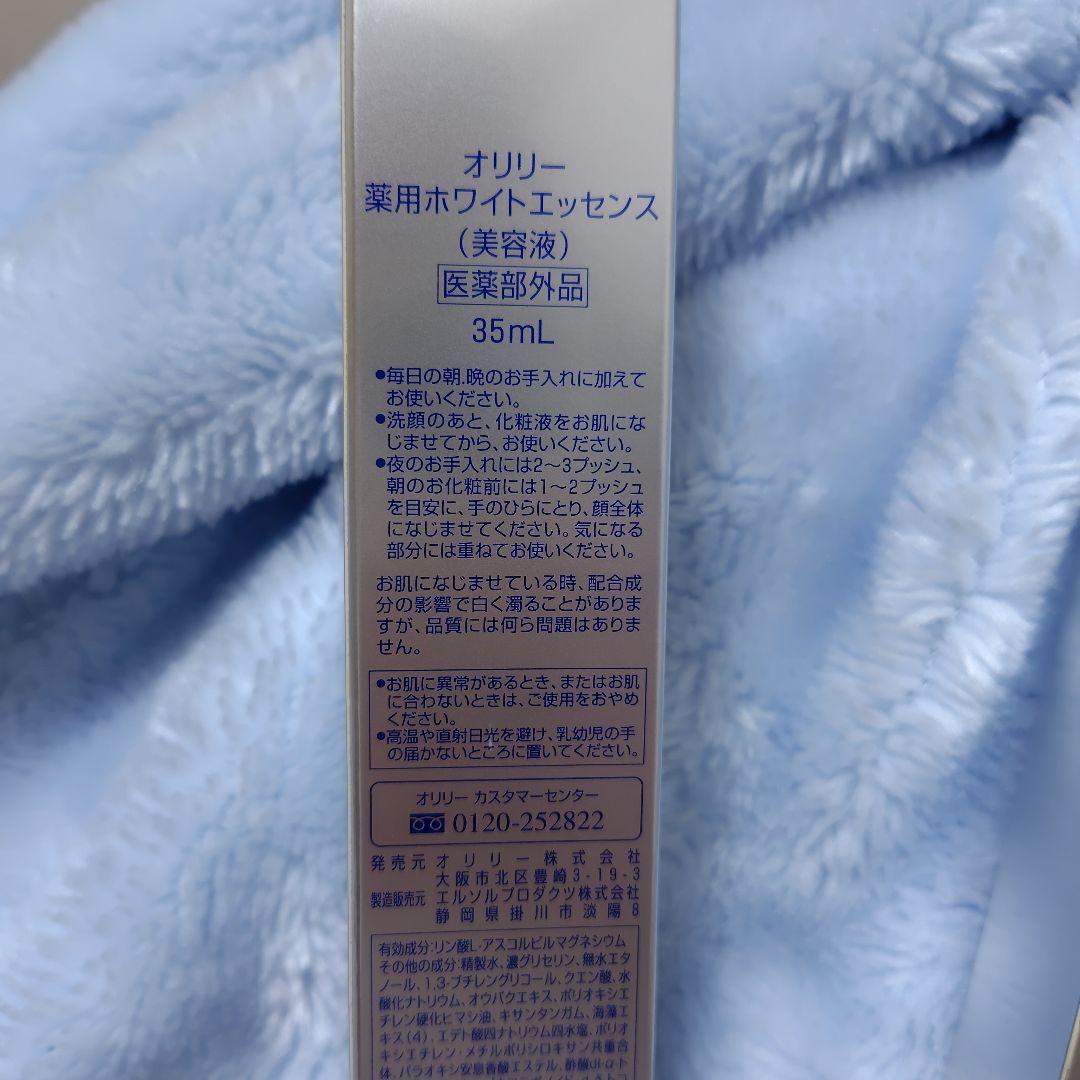 オリリー
薬用ホワイトエッセンス
（美容液）
医薬部外品
35mL
●毎日の朝.晩のお手入れに加えて
お使いください。
●洗顔のあと、化粧液をお肌にな
じませてから、お使いください。
●夜のお手入れには2〜3プッシュ、
朝のお化粧前には1〜2プッシュ
を目安に、手のひらにとり、顔全体
になじませてください。気になる
部分には重ねてお使いください。
お肌になじませている時、配合成
分の影響で白く濁ることがありま
すが、品質には何ら問題はありま
せん。
●お肌に異常があるとき、またはお肌
に合わないときは、ご使用をおやめ
ください。
●高温や直射日光を避け、乳幼児の手
の届かないところに置いてください。
オリリー カスタマーセンター
0120-252822
発売元 オリリー株式会社
大阪市北区豊崎3-19-3
製造販売元 エルソルプロダクツ株式会社
静岡県掛川市淡陽8
有効成分:リン酸L-アスコルビルマグネシウム
その他の成分:精製水、濃グリセリン、無水エタ
ノール、1,3-ブチレングリコール、クエン酸、水
酸化ナトリウム、オウバクエキス、ポリオキシエ
チレン硬化ヒマシ油、キサンタンガム、海藻エ
キス(4)、エデト酸四ナトリウム四水塩、ポリオ
キシエチレン・メチルポリシロキサン共重合
体、パラオキシ安息香酸エステル、酢酸dl-α-ト